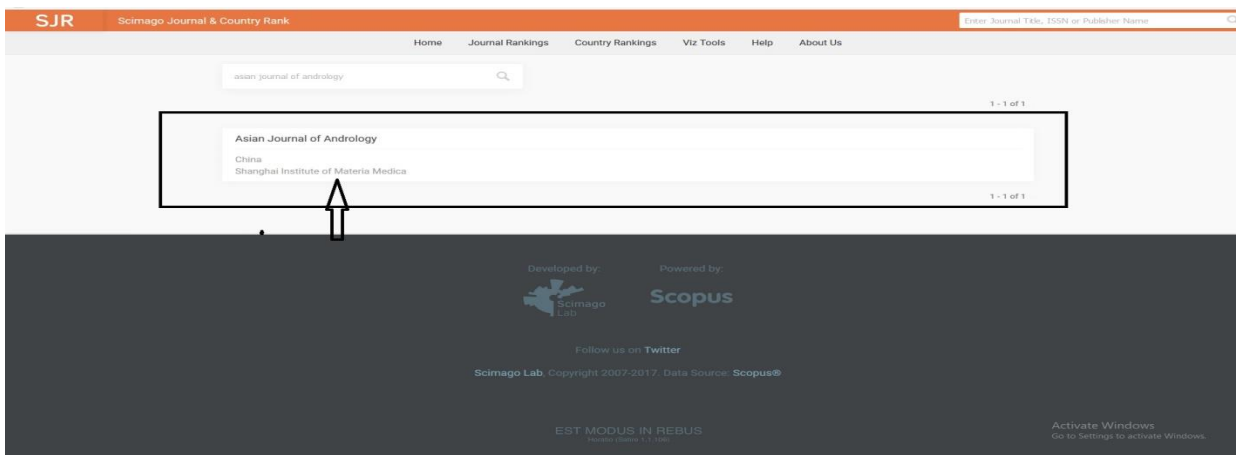 SJR Scimago Journal & Country Rank Enter Journal Title, ISSN or Publisher Name
Home Journal Rankings Country Rankings Viz Tools Help About Us
asian journal of andrology
1 - 1 of 1
Asian Journal of Andrology
China
Shanghai Institute of Materia Medica
1 - 1 of 1
Developed by: Powered by:
Scimago Lab Scopus
Follow us on Twitter
Scimago Lab, Copyright 2007-2017. Data Source: Scopus®
EST MODUS IN REBUS
Activate Windows
Go to Settings to activate Windows.